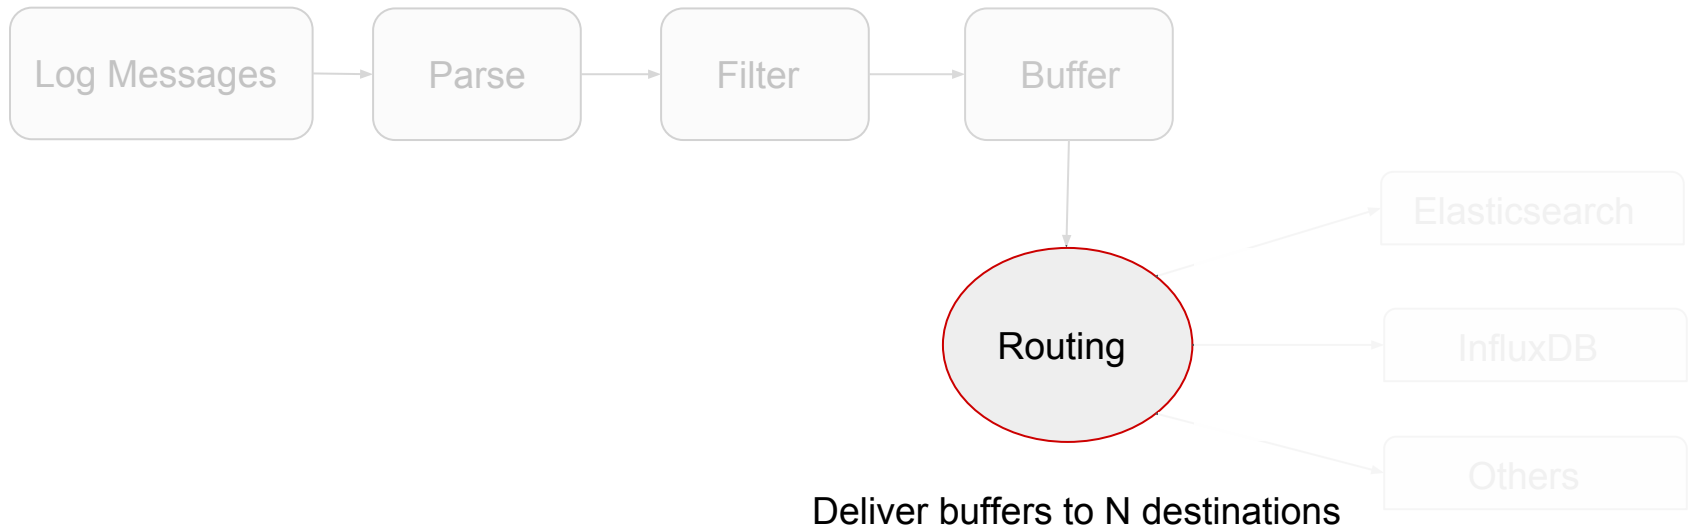 Log Messages
Parse
Filter
Buffer
Elasticsearch
Routing
InfluxDB
Others
Deliver buffers to N destinations